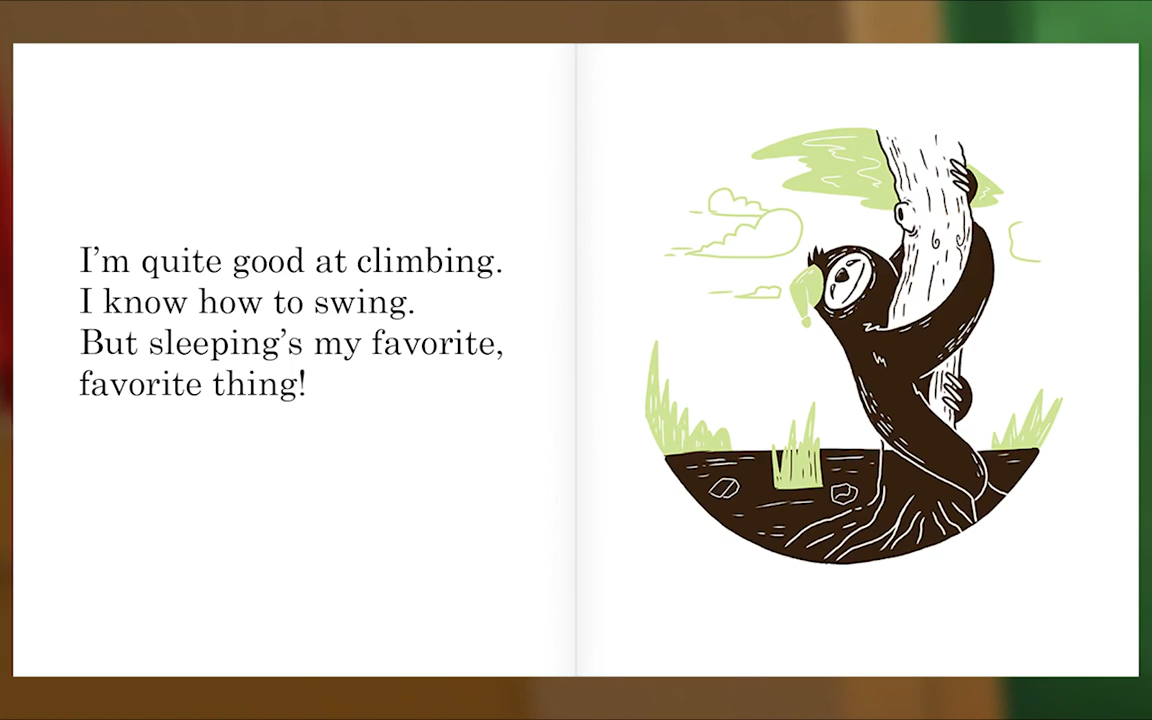 I’m quite good at climbing.
I know how to swing.
But sleeping’s my favorite,
favorite thing!